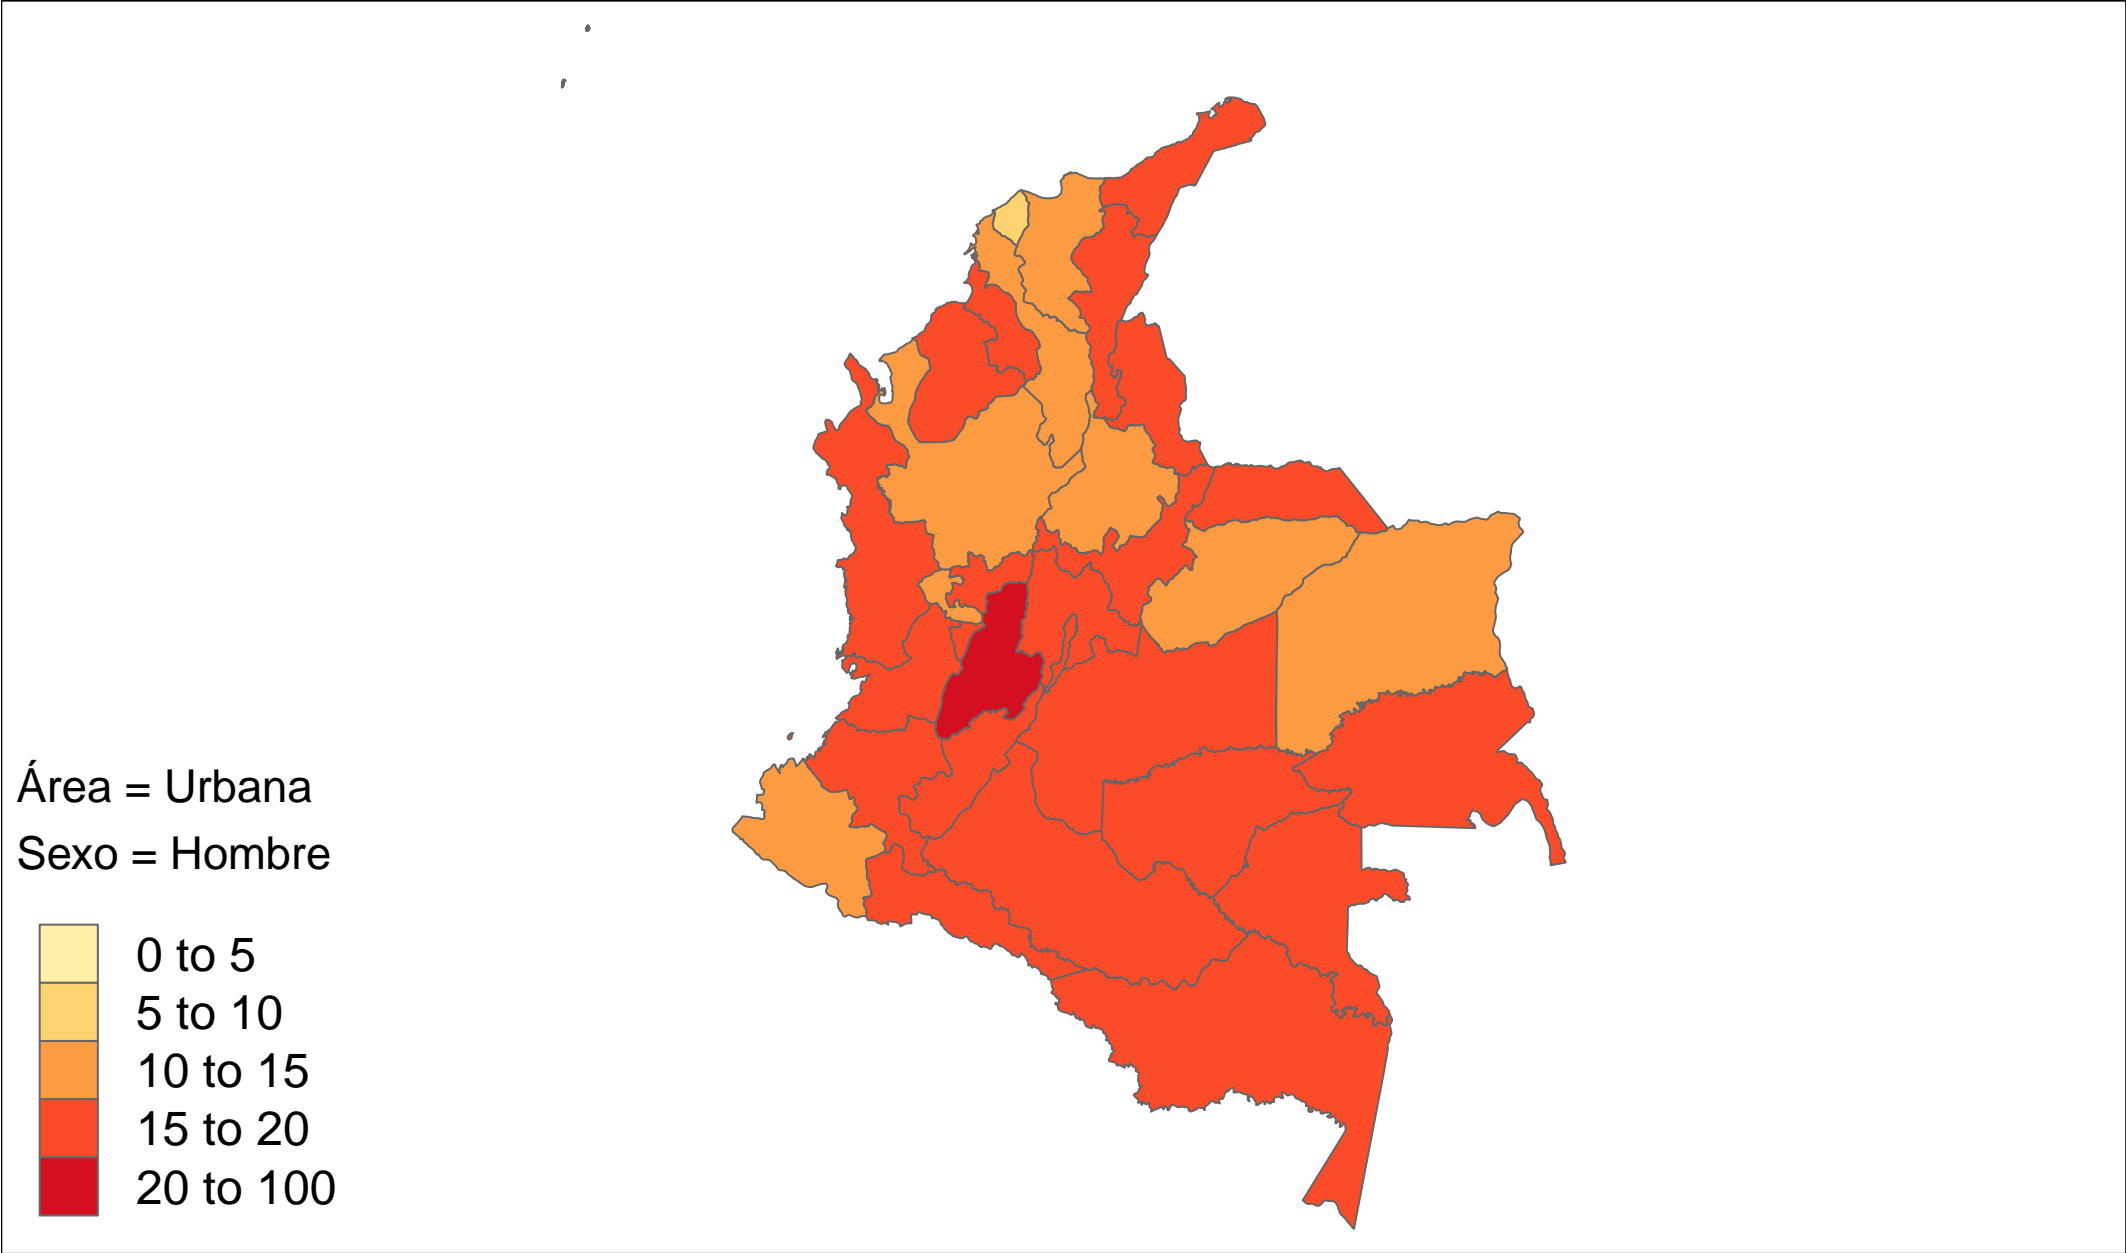 Área = Urbana
Sexo = Hombre
0 to 5
5 to 10
10 to 15
15 to 20
20 to 100